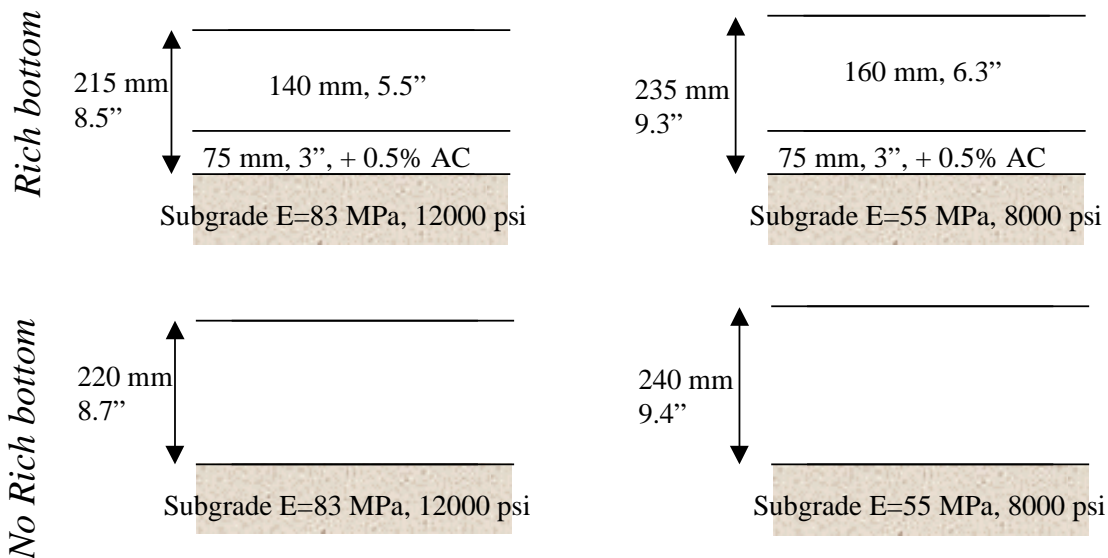 Rich bottom
215 mm
8.5”
140 mm, 5.5”
75 mm, 3”, + 0.5% AC
Subgrade E=83 MPa, 12000 psi
235 mm
9.3”
160 mm, 6.3”
75 mm, 3”, + 0.5% AC
Subgrade E=55 MPa, 8000 psi
No Rich bottom
220 mm
8.7”
Subgrade E=83 MPa, 12000 psi
240 mm
9.4”
Subgrade E=55 MPa, 8000 psi